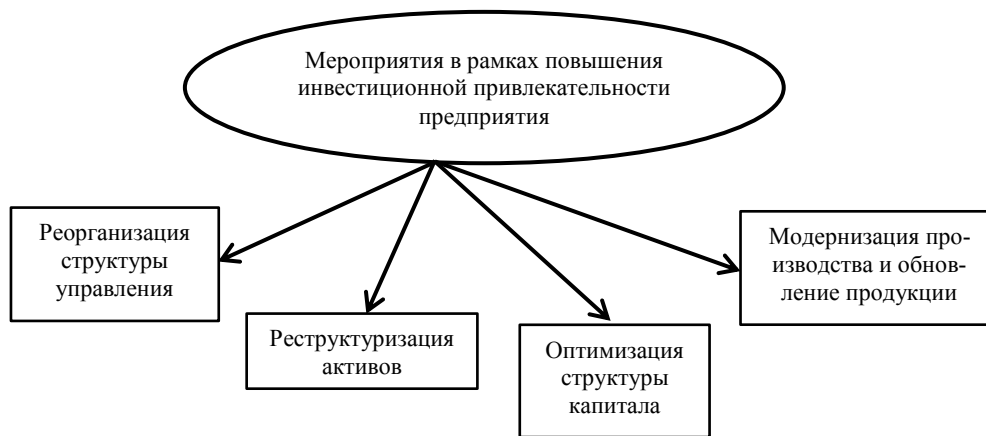 Мероприятия в рамках повышения
инвестиционной привлекательности
предприятия
Реорганизация
структуры
управления
Реструктуризация
активов
Оптимизация
структуры
капитала
Модернизация про-
изводства и обнов-
ление продукции